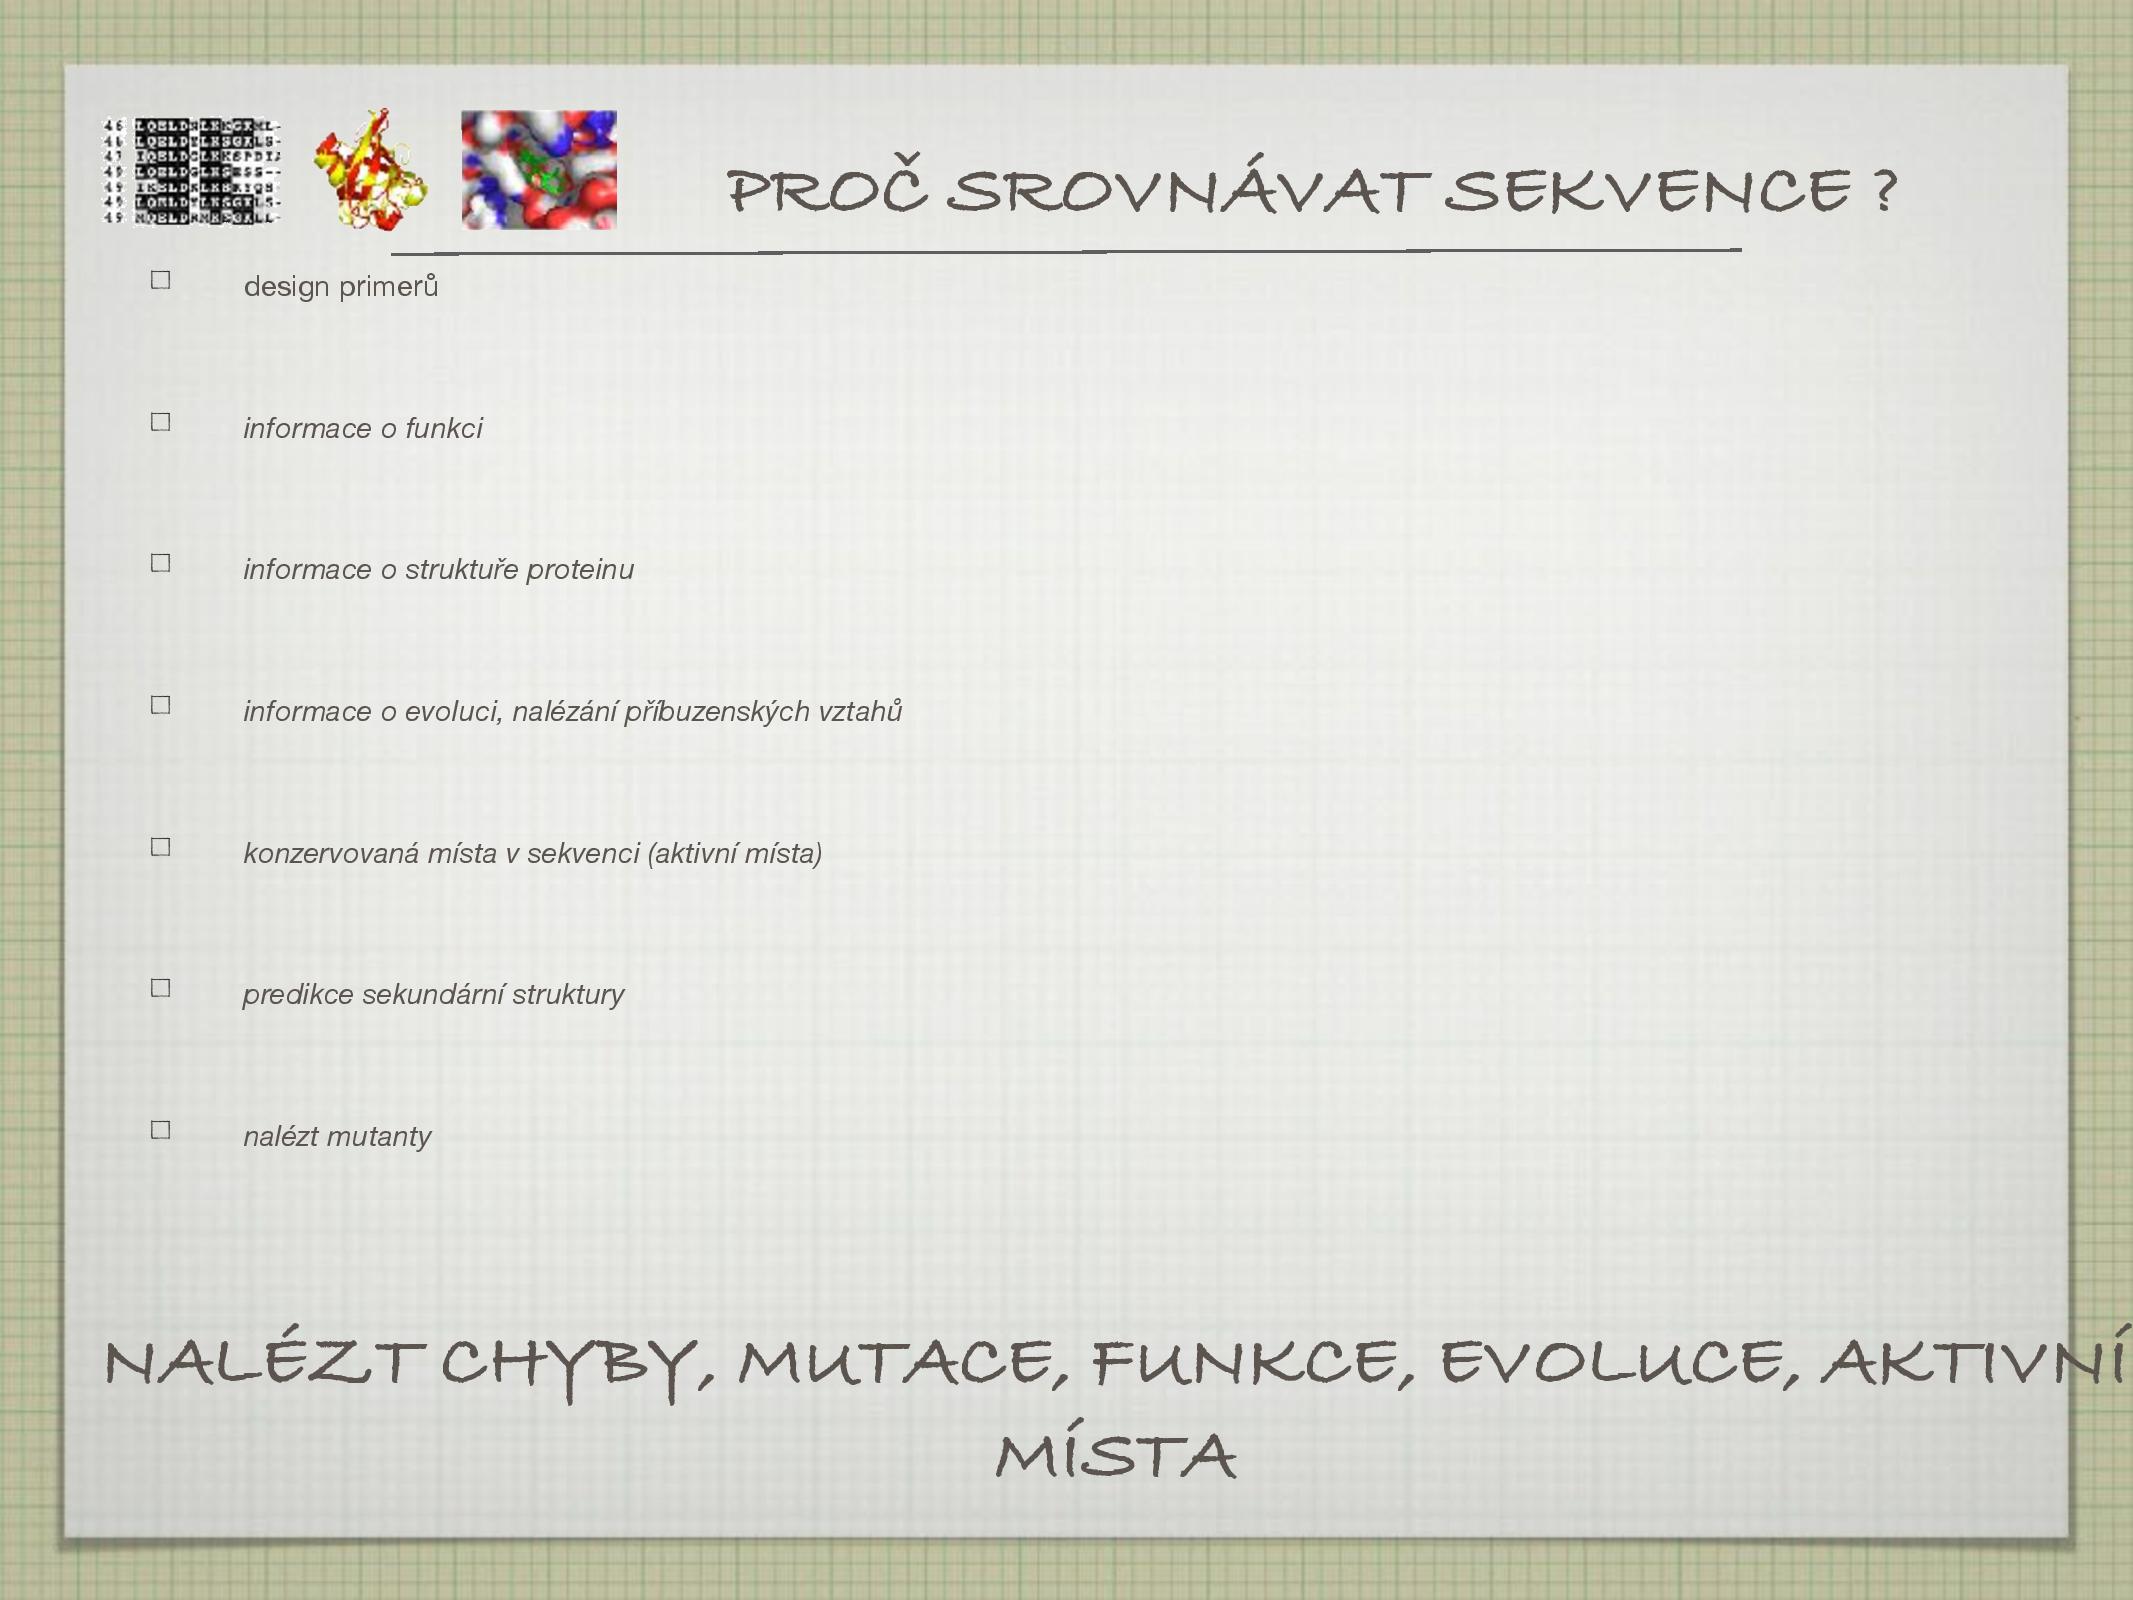 PROČ SROVNÁVAT SEKVENCE ?
design primerů
informace o funkci
informace o struktuře proteinu
informace o evoluci, nalézání příbuzenských vztahů
konzervovaná místa v sekvenci (aktivní místa)
predikce sekundární struktury
nalézt mutanty
NALÉZT CHYBY, MUTACE, FUNKCE, EVOLUCE, AKTIVNÍ
MÍSTA